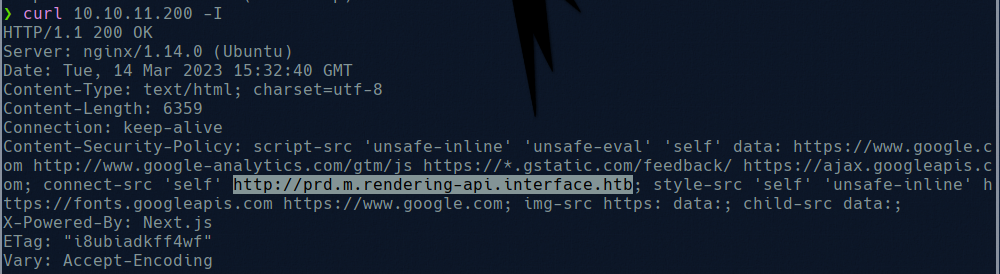 ❯ curl 10.10.11.200 -I
HTTP/1.1 200 OK
Server: nginx/1.14.0 (Ubuntu)
Date: Tue, 14 Mar 2023 15:32:40 GMT
Content-Type: text/html; charset=utf-8
Content-Length: 6359
Connection: keep-alive
Content-Security-Policy: script-src 'unsafe-inline' 'unsafe-eval' 'self' data: https://www.google.c
om http://www.google-analytics.com/gtm/js https://*.gstatic.com/feedback/ https://ajax.googleapis.c
om; connect-src 'self' http://prd.m.rendering-api.interface.htb; style-src 'self' 'unsafe-inline' h
ttps://fonts.googleapis.com https://www.google.com; img-src https: data:; child-src data:;
X-Powered-By: Next.js
ETag: "i8ubiadkff4wf"
Vary: Accept-Encoding